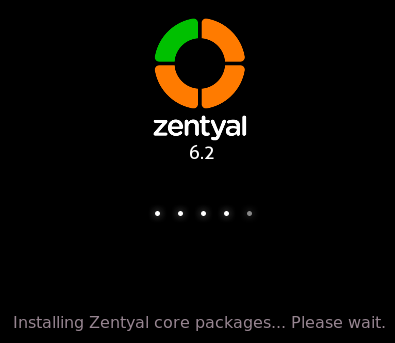 zentyal
6.2
Installing Zentyal core packages... Please wait.